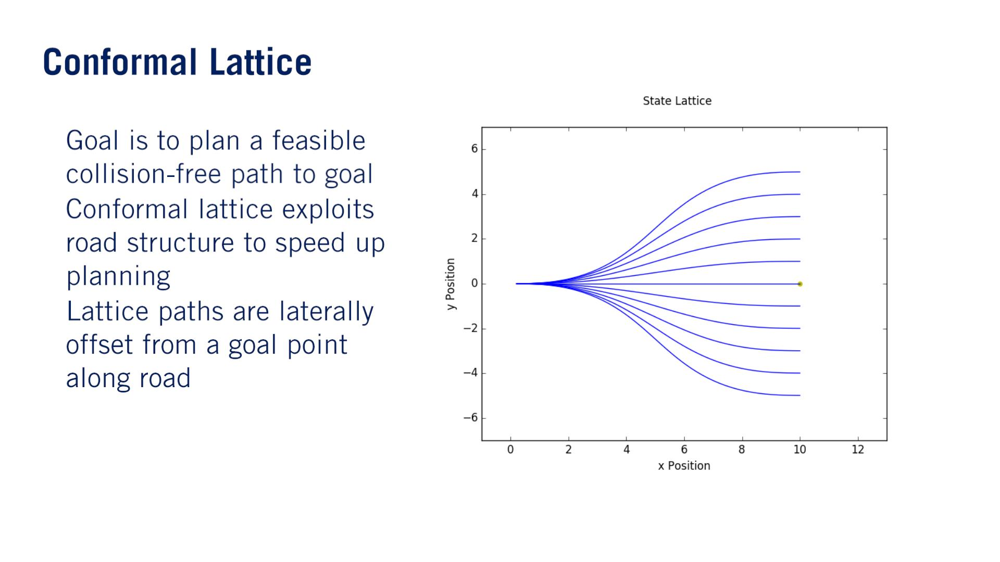 Conformal Lattice
Goal is to plan a feasible
collision-free path to goal
Conformal lattice exploits
road structure to speed up
planning
Lattice paths are laterally
offset from a goal point
along road
State Lattice
6
4
2
0
−2
−4
−6
y Position
0 2 4 6 8 10 12
x Position